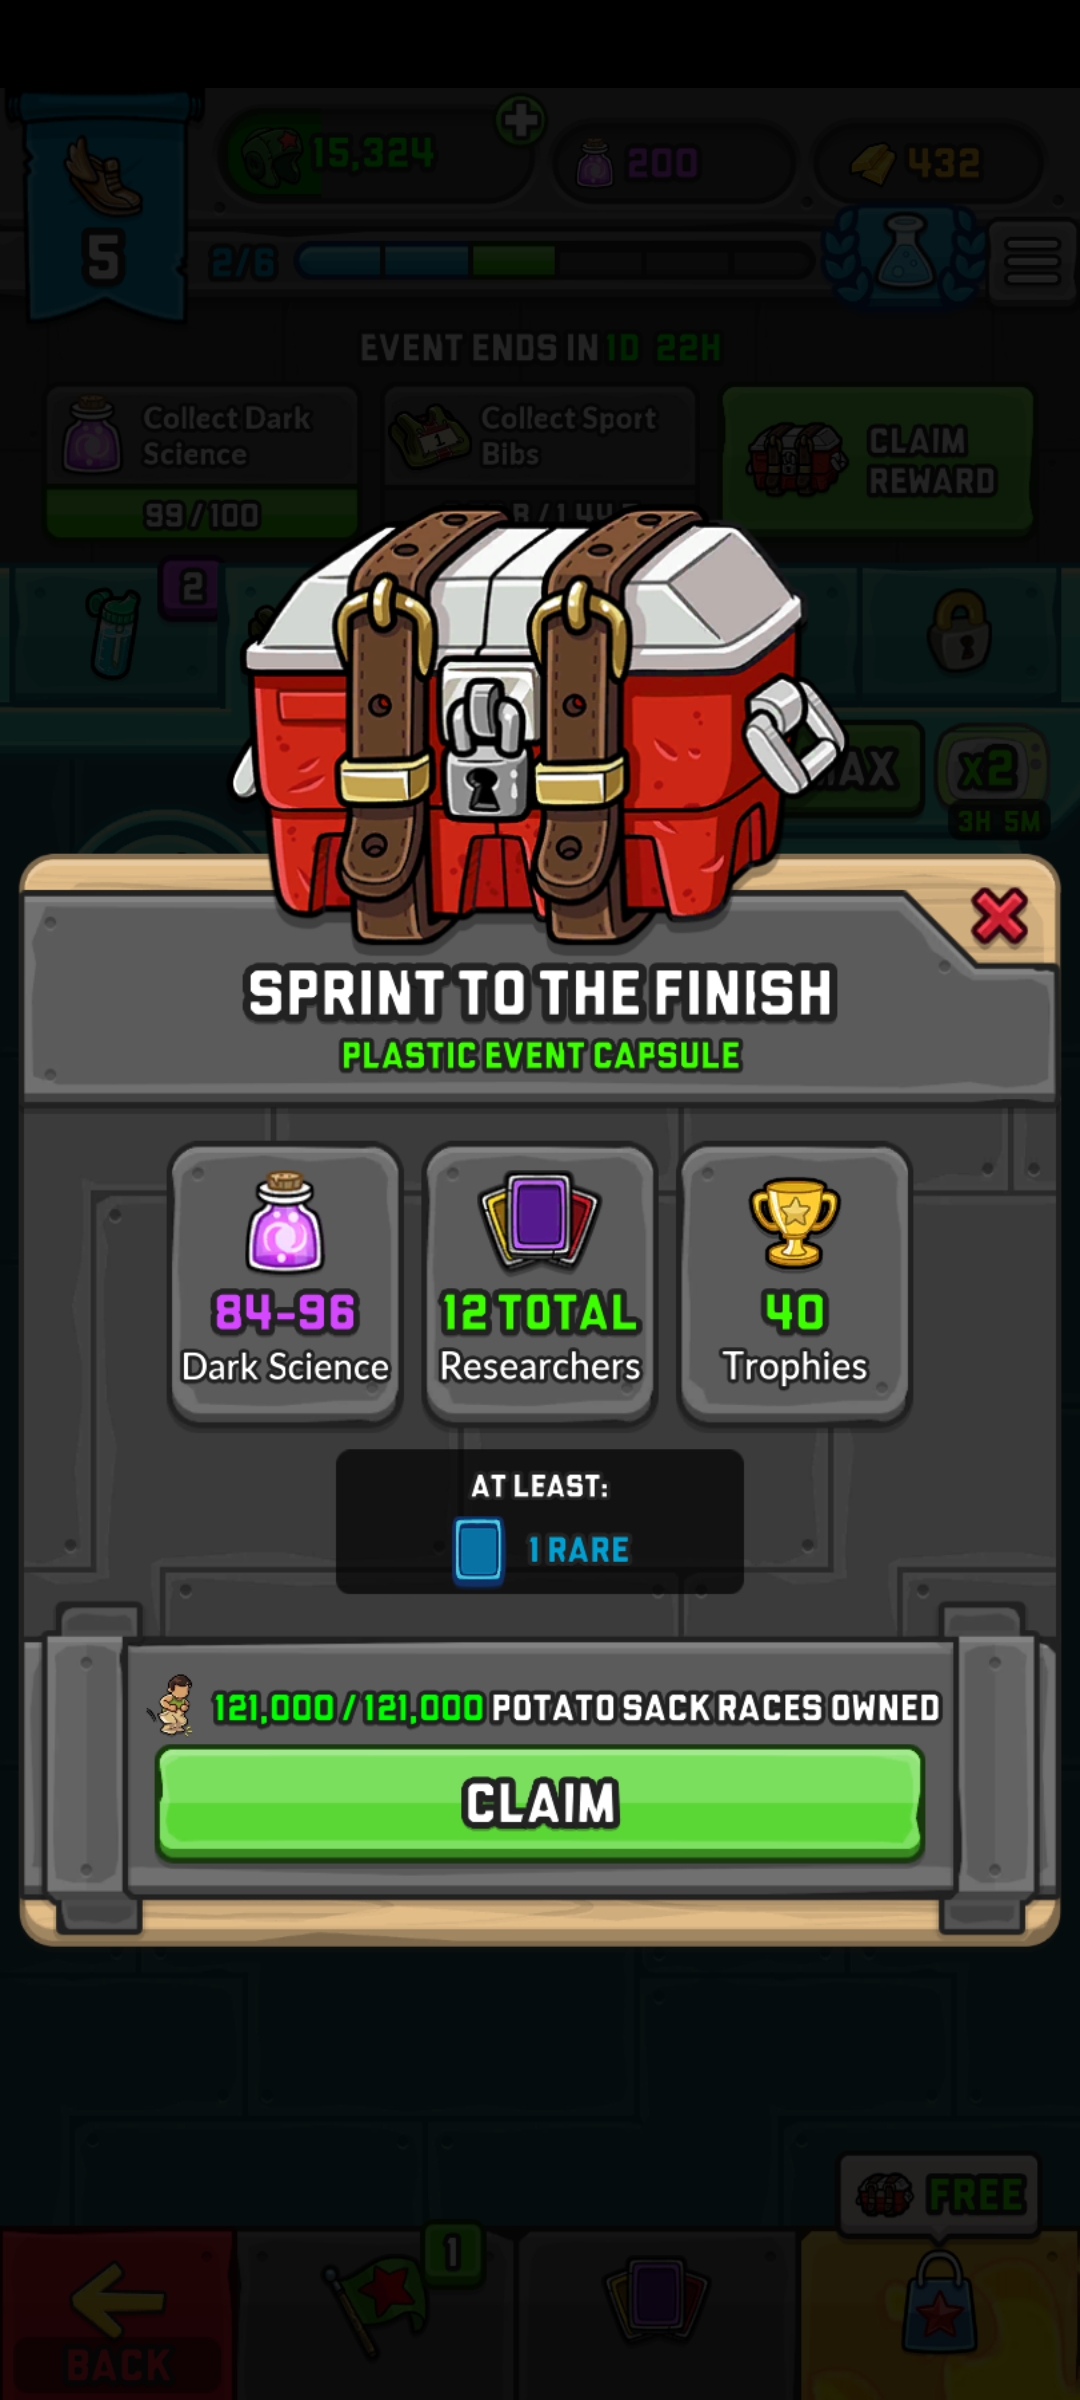 15,324
200
432
5
2/6
EVENT ENDS IN 1D 22H
Collect Dark
Science
99/100
Collect Sport
Bibs
CLAIM
REWARD
2
x2
3H 5M
SPRINT TO THE FINISH
PLASTIC EVENT CAPSULE
84-96
Dark Science
12 TOTAL
Researchers
40
Trophies
AT LEAST:
1 RARE
121,000 / 121,000 POTATO SACK RACES OWNED
CLAIM
FREE
1
BACK